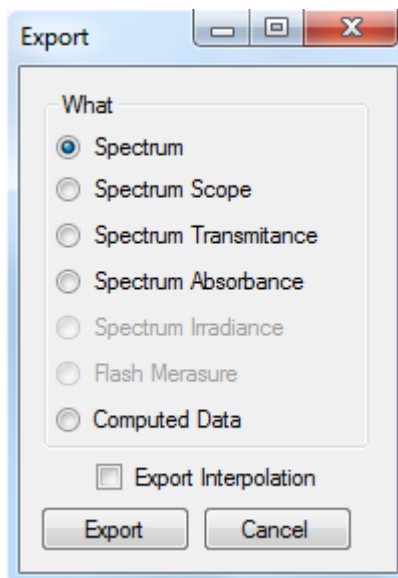 Export
What
Spectrum
Spectrum Scope
Spectrum Transmitance
Spectrum Absorbance
Spectrum Irradiance
Flash Merasure
Computed Data
Export Interpolation
Export Cancel